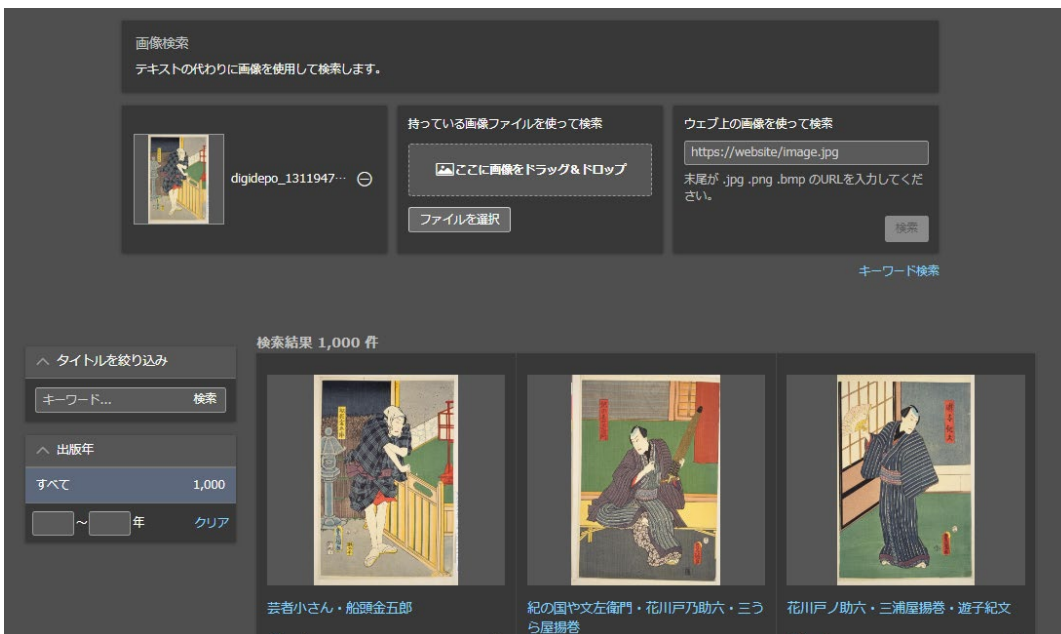 画像検索
テキストの代わりに画像を使用して検索します。
digidepo_1311947…
持っている画像ファイルを使って検索
ここに画像をドラッグ&ドロップ
ファイルを選択
ウェブ上の画像を使って検索
https://website/image.jpg
末尾が .jpg .png .bmp のURLを入力してくだ
さい。
検索
キーワード検索
タイトルを絞り込み
キーワード... 検索
出版年
すべて 1,000
~ 年 クリア
検索結果 1,000 件
芸者小さん・船頭金五郎
紀の国や文左衛門・花川戸乃助六・三う
ら屋揚巻
花川戸ノ助六・三浦屋揚巻・遊子紀文